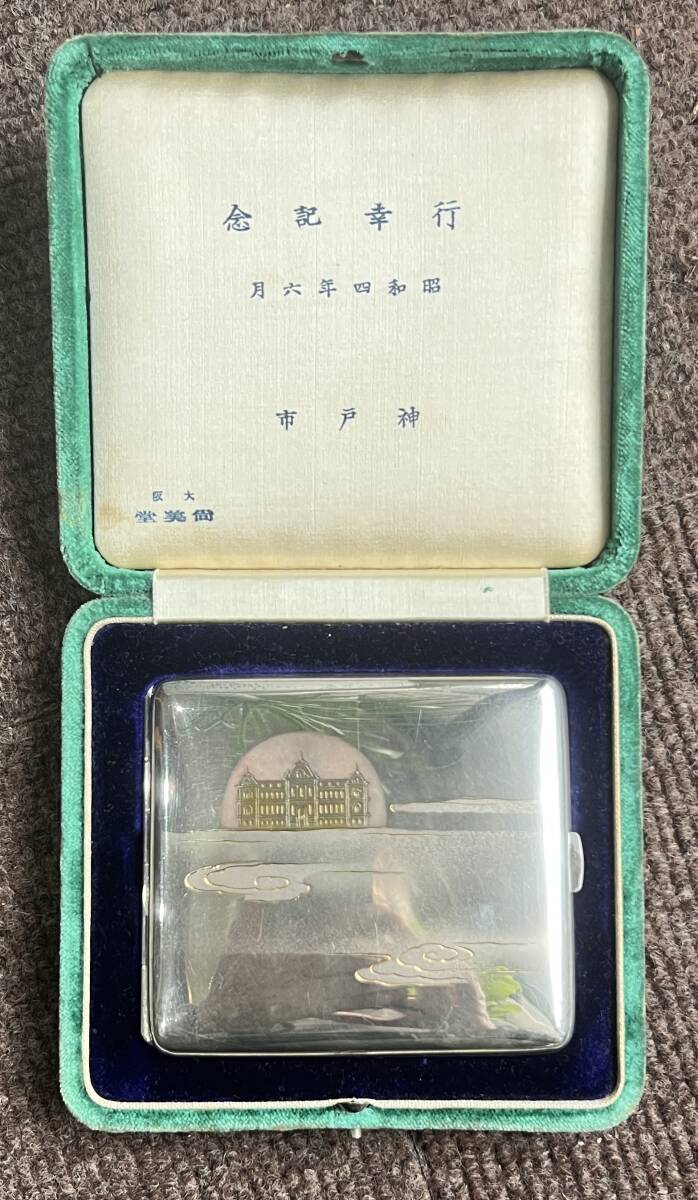 行幸記念
昭和四年六月
神戸市
大阪
尚美堂